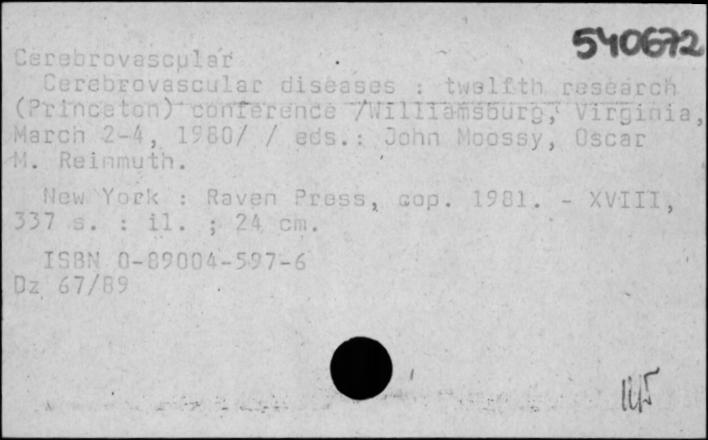 540672
Cerebrovascular
Cerebrovascular diseases : twelfth research
(Princeton) conference /Williamsburg, Virginia,
March 2-4, 1980/ / eds.: John Moossy, Oscar
M. Reinmuth.
New York : Raven Press, cop. 1981. - XVIII,
337 s. : il. ; 24 cm.
ISBN 0-89004-597-6
Dz 67/89